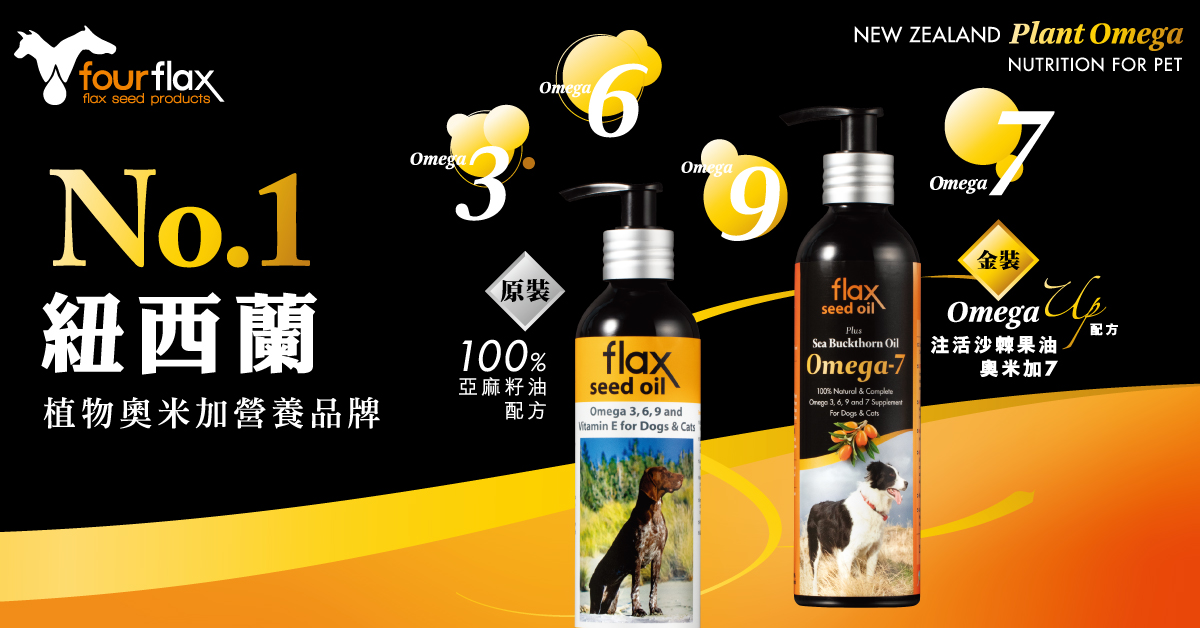 fourflax
flax seed products
NEW ZEALAND Plant Omega
NUTRITION FOR PET
No.1
紐西蘭
植物奧米加營養品牌
Omega 3
Omega 6
Omega 9
Omega 7
原裝
100%
亞麻籽油
配方
flax
seed oil
Omega 3, 6, 9 and
Vitamin E for Dogs & Cats
flax
seed oil
Plus
Sea Buckthorn Oil
Omega-7
100% Natural & Complete
Omega 3, 6, 9 and 7 Supplement
For Dogs & Cats
金裝
Omega Up
配方
注活沙棘果油
奧米加7